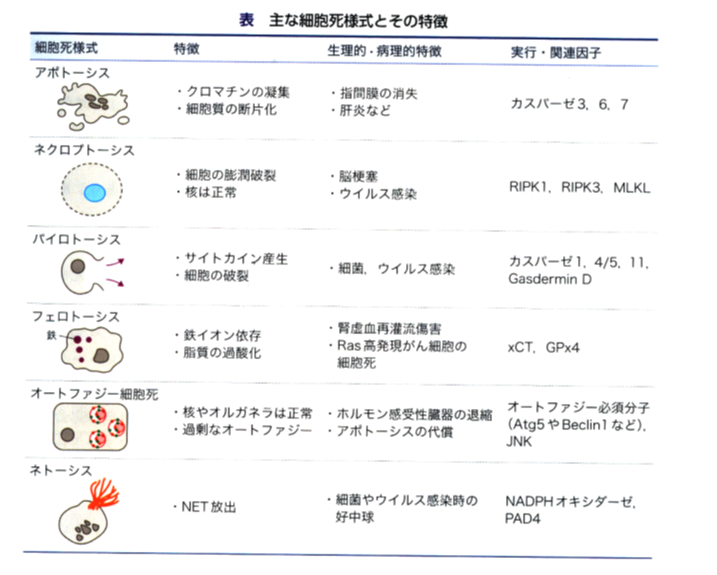 表　主な細胞死様式とその特徴
細胞死様式　特徴　生理的・病理的特徴　実行・関連因子
アポトーシス
・クロマチンの凝集
・細胞質の断片化
・指間膜の消失
・肝炎など
カスパーゼ3，6，7
ネクロプトーシス
・細胞の膨潤破裂
・核は正常
・脳梗塞
・ウイルス感染
RIPK1，RIPK3，MLKL
パイロトーシス
・サイトカイン産生
・細胞の破裂
・細菌，ウイルス感染
カスパーゼ1，4/5，11，
Gasdermin D
フェロトーシス
鉄
・鉄イオン依存
・脂質の過酸化
・腎虚血再灌流傷害
・Ras高発現がん細胞の
細胞死
xCT，GPx4
オートファジー細胞死
・核やオルガネラは正常
・過剰なオートファジー
・ホルモン感受性臓器の退縮
・アポトーシスの代償
オートファジー必須分子
（Atg5やBeclin1など），
JNK
ネトーシス
・NET放出
・細菌やウイルス感染時の
好中球
NADPHオキシダーゼ，
PAD4